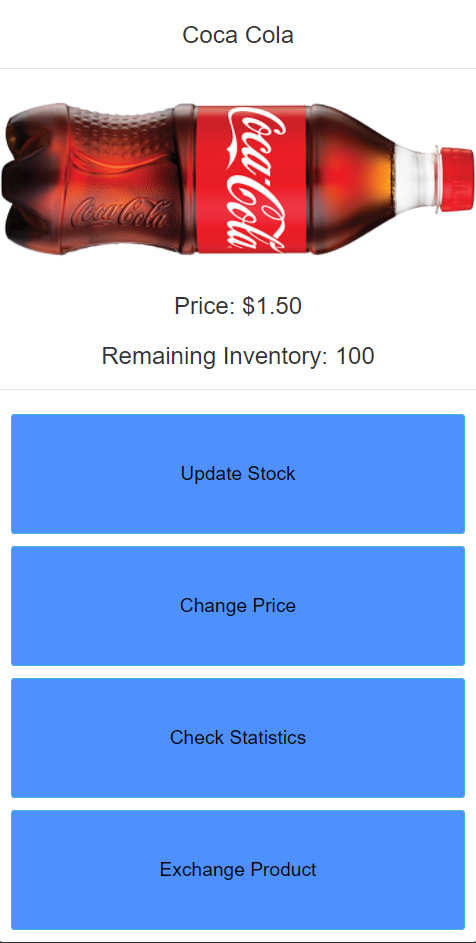 Coca Cola
Coca-Cola
Coca-Cola
Price: $1.50
Remaining Inventory: 100
Update Stock
Change Price
Check Statistics
Exchange Product